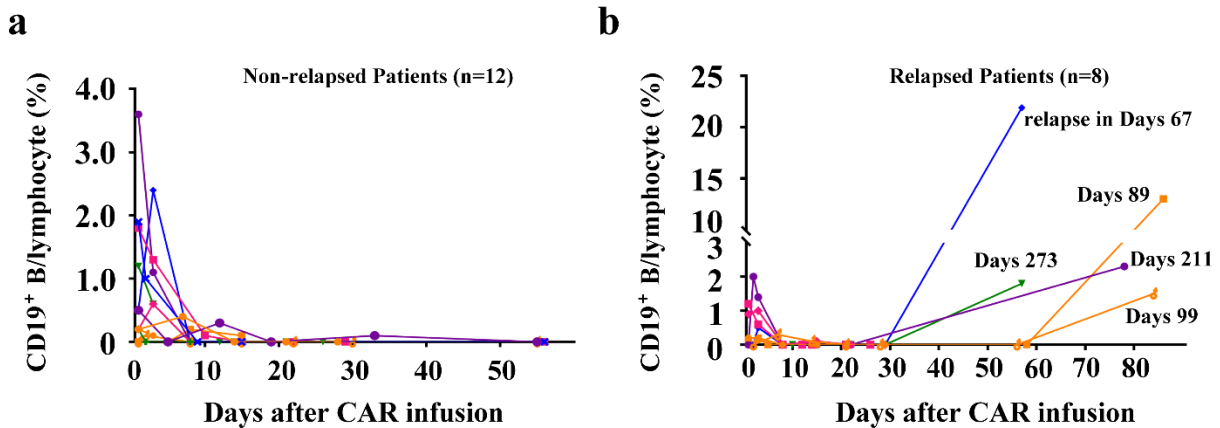 a
Non-relapsed Patients (n=12)
CD19⁺ B/lymphocyte (%)
4.0
3.0
2.0
1.0
0
0 10 20 30 40 50
Days after CAR infusion
b
Relapsed Patients (n=8)
CD19⁺ B/lymphocyte (%)
25
22
15
10
3
2
1
0
relapse in Days 67
Days 89
Days 273
Days 211
Days 99
0 10 20 30 40 50 60 70 80
Days after CAR infusion